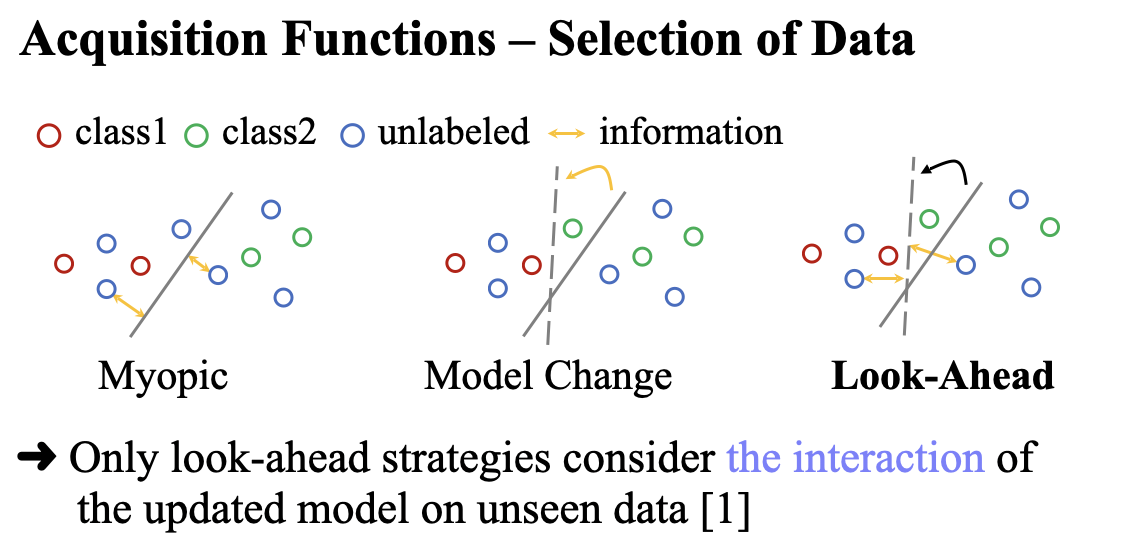 Acquisition Functions – Selection of Data
class1 class2 unlabeled information
Myopic
Model Change
Look-Ahead
➜ Only look-ahead strategies consider the interaction of
the updated model on unseen data [1]